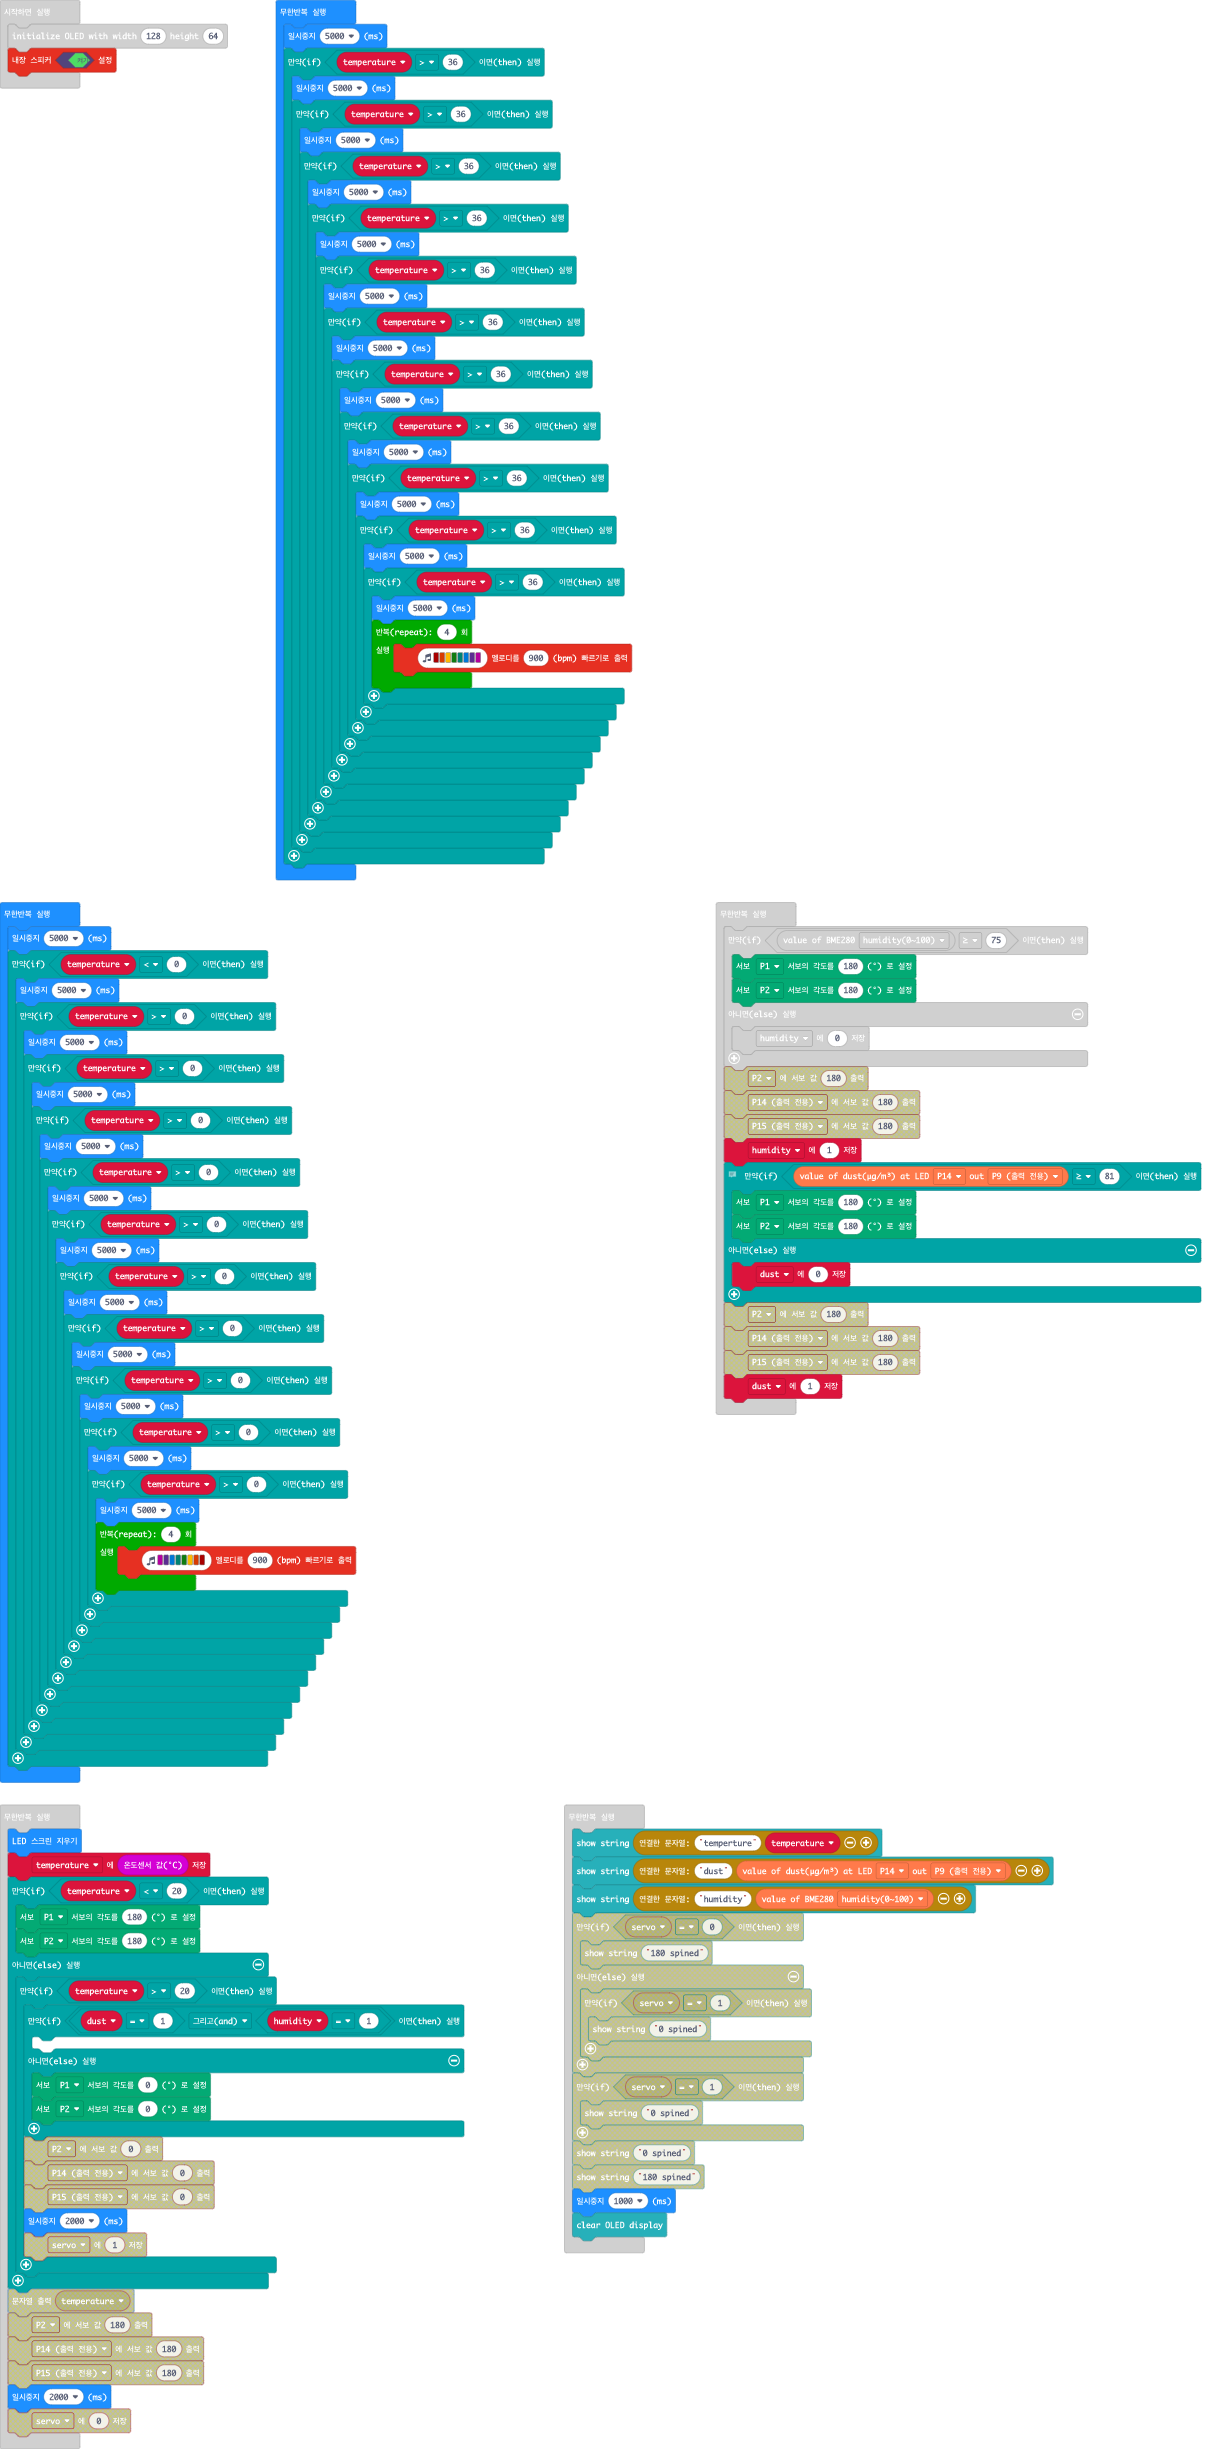 시작하면 실행
initialize OLED with width 128 height 64
내장 스피커 설정
무한반복 실행
일시중지 5000 (ms)
만약(if) temperature > 36 이면(then) 실행
일시중지 5000 (ms)
만약(if) temperature > 36 이면(then) 실행
일시중지 5000 (ms)
만약(if) temperature > 36 이면(then) 실행
일시중지 5000 (ms)
만약(if) temperature > 36 이면(then) 실행
일시중지 5000 (ms)
만약(if) temperature > 36 이면(then) 실행
일시중지 5000 (ms)
만약(if) temperature > 36 이면(then) 실행
일시중지 5000 (ms)
만약(if) temperature > 36 이면(then) 실행
일시중지 5000 (ms)
만약(if) temperature > 36 이면(then) 실행
일시중지 5000 (ms)
만약(if) temperature > 36 이면(then) 실행
일시중지 5000 (ms)
만약(if) temperature > 36 이면(then) 실행
일시중지 5000 (ms)
만약(if) temperature > 36 이면(then) 실행
일시중지 5000 (ms)
반복(repeat): 4 회
실행 멜로디를 900 (bpm) 빠르기로 출력
무한반복 실행
일시중지 5000 (ms)
만약(if) temperature < 0 이면(then) 실행
일시중지 5000 (ms)
만약(if) temperature > 0 이면(then) 실행
일시중지 5000 (ms)
만약(if) temperature > 0 이면(then) 실행
일시중지 5000 (ms)
만약(if) temperature > 0 이면(then) 실행
일시중지 5000 (ms)
만약(if) temperature > 0 이면(then) 실행
일시중지 5000 (ms)
만약(if) temperature > 0 이면(then) 실행
일시중지 5000 (ms)
만약(if) temperature > 0 이면(then) 실행
일시중지 5000 (ms)
만약(if) temperature > 0 이면(then) 실행
일시중지 5000 (ms)
만약(if) temperature > 0 이면(then) 실행
일시중지 5000 (ms)
만약(if) temperature > 0 이면(then) 실행
일시중지 5000 (ms)
만약(if) temperature > 0 이면(then) 실행
일시중지 5000 (ms)
반복(repeat): 4 회
실행 멜로디를 900 (bpm) 빠르기로 출력
무한반복 실행
만약(if) value of BME280 humidity(0~100) ≥ 75 이면(then) 실행
서보 P1 서보의 각도를 180 (°) 로 설정
서보 P2 서보의 각도를 180 (°) 로 설정
아니면(else) 실행
humidity 에 0 저장
P2 에 서보 값 180 출력
P14 (출력 전용) 에 서보 값 180 출력
P15 (출력 전용) 에 서보 값 180 출력
humidity 에 1 저장
만약(if) value of dust(μg/m³) at LED P14 out P9 (출력 전용) ≥ 81 이면(then) 실행
서보 P1 서보의 각도를 180 (°) 로 설정
서보 P2 서보의 각도를 180 (°) 로 설정
아니면(else) 실행
dust 에 0 저장
P2 에 서보 값 180 출력
P14 (출력 전용) 에 서보 값 180 출력
P15 (출력 전용) 에 서보 값 180 출력
dust 에 1 저장
무한반복 실행
LED 스크린 지우기
temperature 에 온도센서 값(°C) 저장
만약(if) temperature < 20 이면(then) 실행
서보 P1 서보의 각도를 180 (°) 로 설정
서보 P2 서보의 각도를 180 (°) 로 설정
아니면(else) 실행
만약(if) temperature > 20 이면(then) 실행
만약(if) dust = 1 그리고(and) humidity = 1 이면(then) 실행
아니면(else) 실행
서보 P1 서보의 각도를 0 (°) 로 설정
서보 P2 서보의 각도를 0 (°) 로 설정
P2 에 서보 값 0 출력
P14 (출력 전용) 에 서보 값 0 출력
P15 (출력 전용) 에 서보 값 0 출력
일시중지 2000 (ms)
servo 에 1 저장
문자열 출력 temperature
P2 에 서보 값 180 출력
P14 (출력 전용) 에 서보 값 180 출력
P15 (출력 전용) 에 서보 값 180 출력
일시중지 2000 (ms)
servo 에 0 저장
무한반복 실행
show string 연결한 문자열: "temperture" temperature
show string 연결한 문자열: "dust" value of dust(μg/m³) at LED P14 out P9 (출력 전용)
show string 연결한 문자열: "humidity" value of BME280 humidity(0~100)
만약(if) servo = 0 이면(then) 실행
show string "180 spined"
아니면(else) 실행
만약(if) servo = 1 이면(then) 실행
show string "0 spined"
만약(if) servo = 1 이면(then) 실행
show string "0 spined"
show string "0 spined"
show string "180 spined"
일시중지 1000 (ms)
clear OLED display